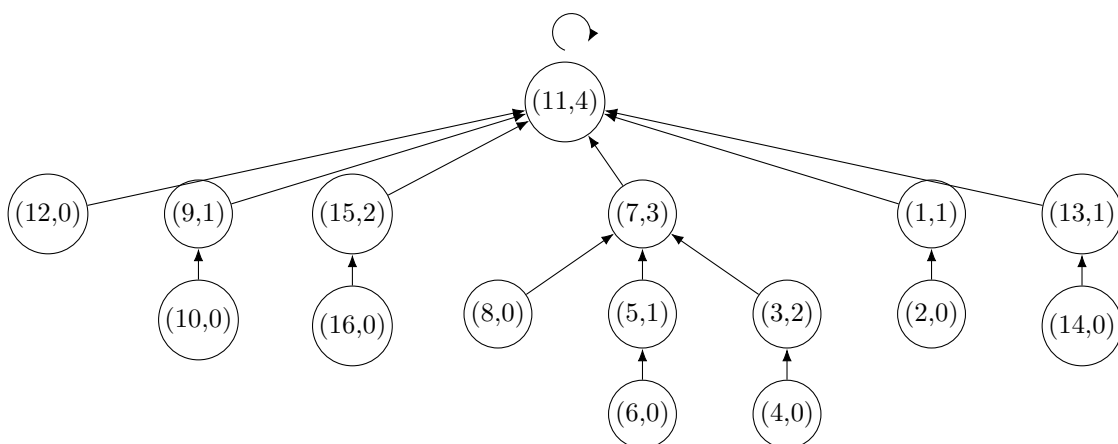 (11,4)
(12,0) (9,1) (15,2) (7,3) (1,1) (13,1)
(10,0) (16,0) (8,0) (5,1) (3,2) (2,0) (14,0)
(6,0) (4,0)